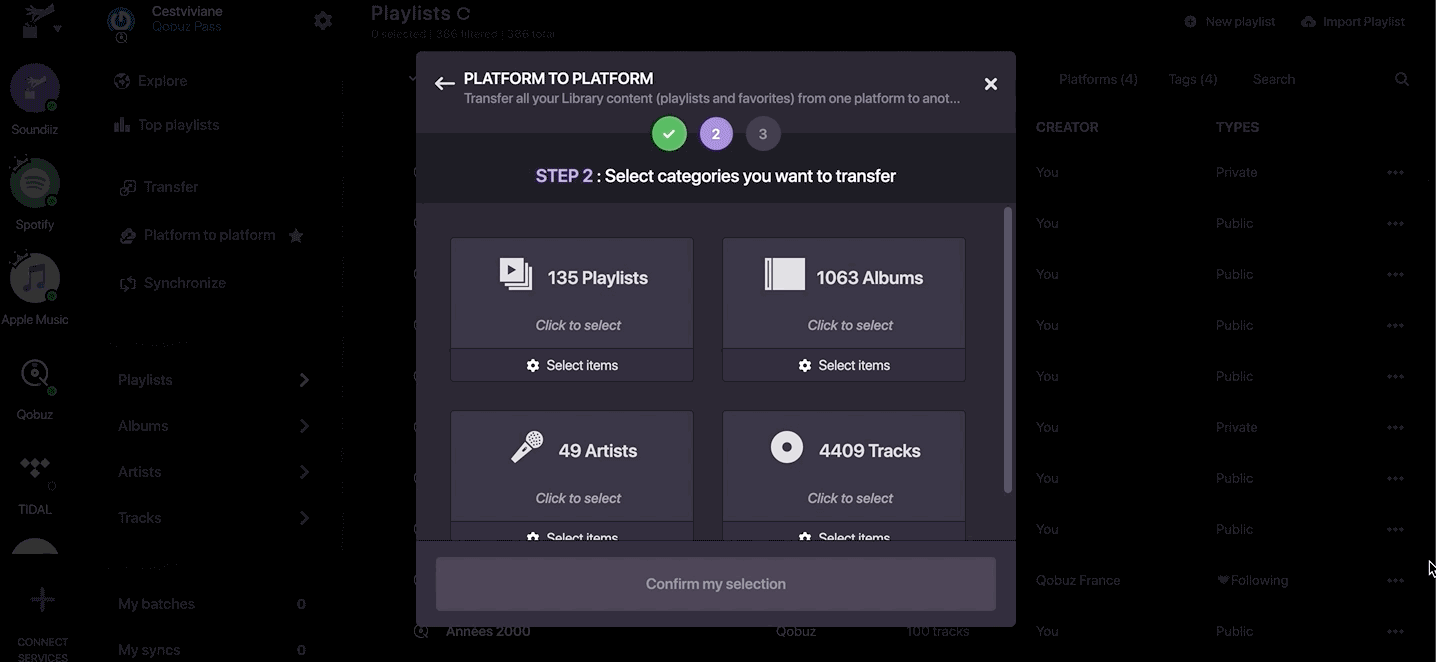 Cestviviane
Qobuz Pass
Playlists
0 selected | 386 filtered | 386 total
New playlist
Import Playlist
PLATFORM TO PLATFORM
Transfer all your Library content (playlists and favorites) from one platform to anot...
2
3
STEP 2 : Select categories you want to transfer
135 Playlists
Click to select
Select items
1063 Albums
Click to select
Select items
49 Artists
Click to select
Select items
4409 Tracks
Click to select
Select items
Confirm my selection
Soundiiz
Spotify
Apple Music
Qobuz
TIDAL
CONNECT
SERVICES
Explore
Top playlists
Transfer
Platform to platform
Synchronize
Playlists
Albums
Artists
Tracks
My batches 0
My syncs 0
Platforms (4)
Tags (4)
Search
CREATOR TYPES
You Private
You Public
You Public
You Public
You Public
You Private
You Public
You Public
Qobuz France Following
Années 2000 Qobuz 100 tracks You Public